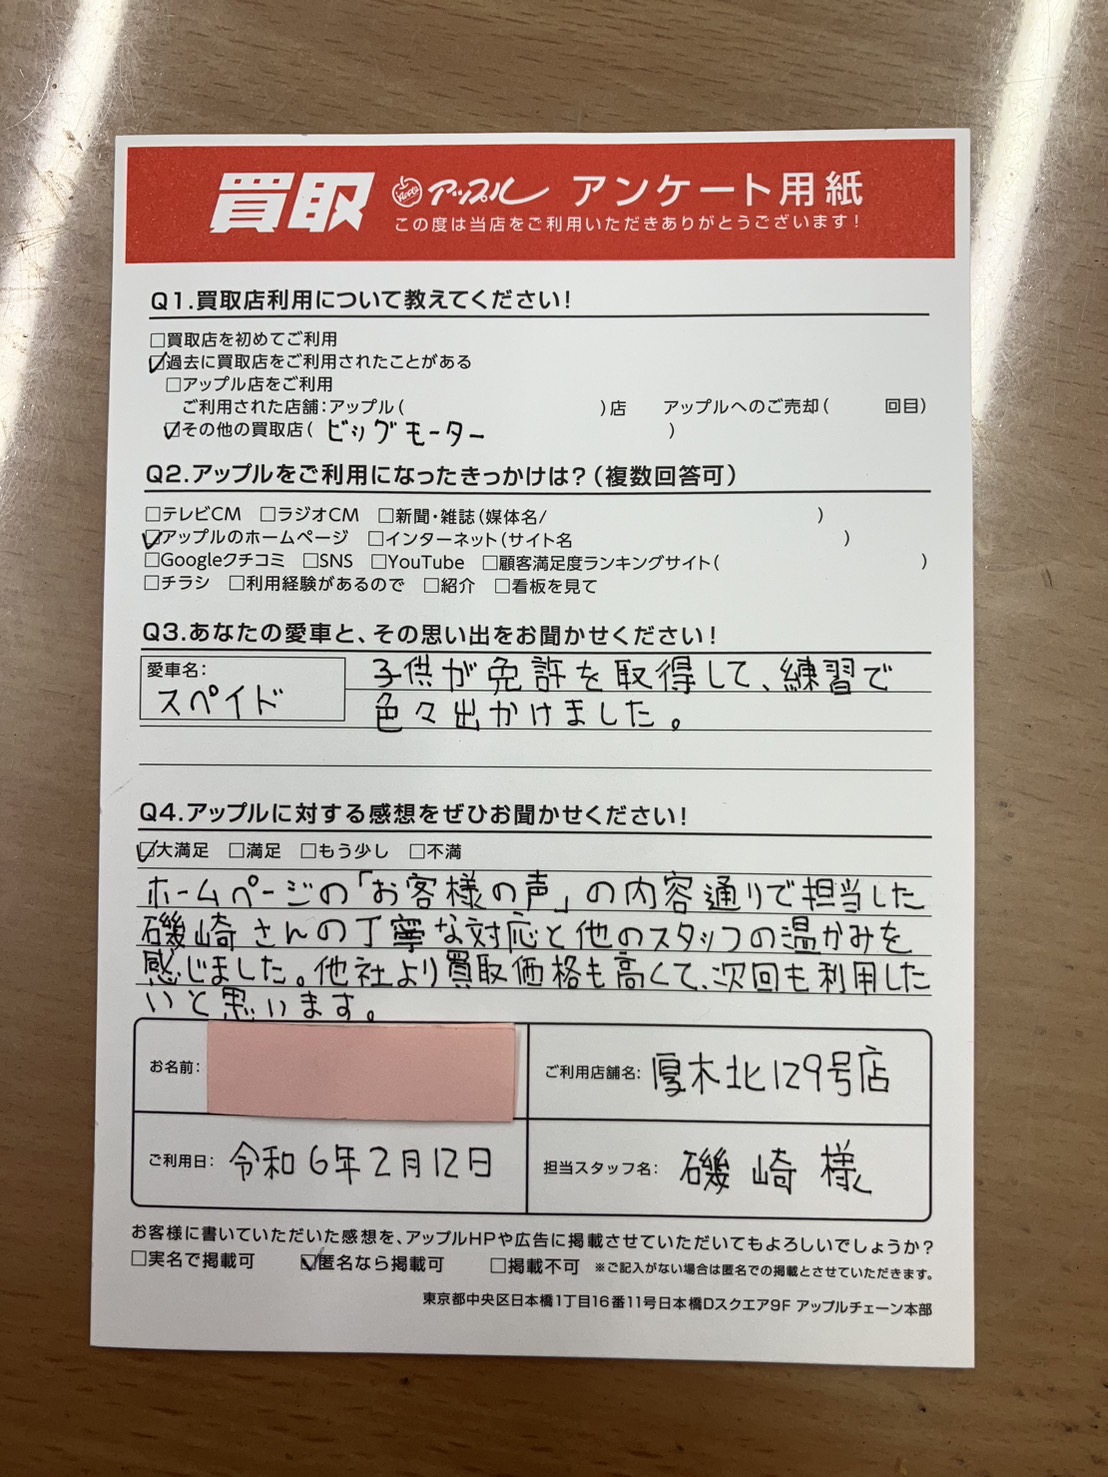 買取 アップル アンケート用紙
この度は当店をご利用いただきありがとうございます!
Q1.買取店利用について教えてください!
□買取店を初めてご利用
☑過去に買取店をご利用されたことがある
□アップル店をご利用
ご利用された店舗:アップル( )店 アップルへのご売却( 回目)
☑その他の買取店( ビッグモーター )
Q2.アップルをご利用になったきっかけは?(複数回答可)
□テレビCM □ラジオCM □新聞・雑誌(媒体名/ )
☑アップルのホームページ □インターネット(サイト名 )
□Googleクチコミ □SNS □YouTube □顧客満足度ランキングサイト( )
□チラシ □利用経験があるので □紹介 □看板を見て
Q3.あなたの愛車と、その思い出をお聞かせください!
愛車名: スペイド
子供が免許を取得して、練習で
色々出かけました。
Q4.アップルに対する感想をぜひお聞かせください!
☑大満足 □満足 □もう少し □不満
ホームページの「お客様の声」の内容通りで担当した
磯崎さんの丁寧な対応と他のスタッフの温かみを
感じました。他社より買取価格も高くて、次回も利用した
いと思います。
お名前:
ご利用店舗名: 厚木北129号店
ご利用日: 令和6年2月12日
担当スタッフ名: 磯崎様
お客様に書いていただいた感想を、アップルHPや広告に掲載させていただいてもよろしいでしょうか?
□実名で掲載可 ☑匿名なら掲載可 □掲載不可 ※ご記入がない場合は匿名での掲載とさせていただきます。
東京都中央区日本橋1丁目16番11号日本橋Dスクエア9F アップルチェーン本部